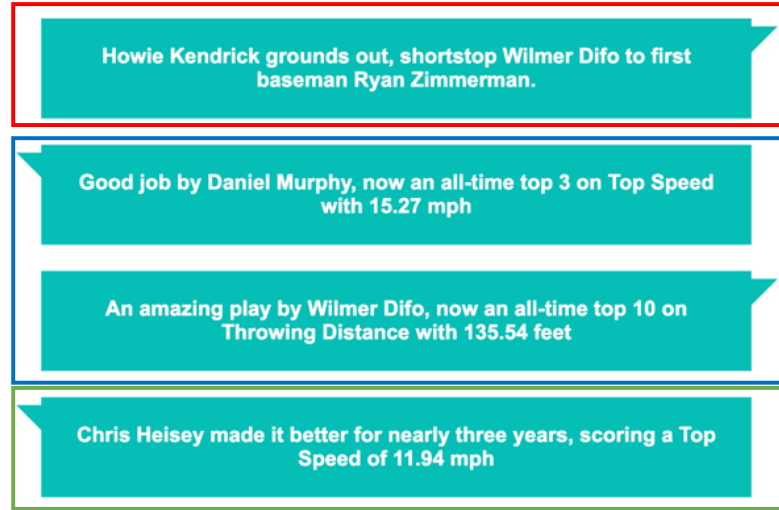 Howie Kendrick grounds out, shortstop Wilmer Difo to first
baseman Ryan Zimmerman.
Good job by Daniel Murphy, now an all-time top 3 on Top Speed
with 15.27 mph
An amazing play by Wilmer Difo, now an all-time top 10 on
Throwing Distance with 135.54 feet
Chris Heisey made it better for nearly three years, scoring a Top
Speed of 11.94 mph